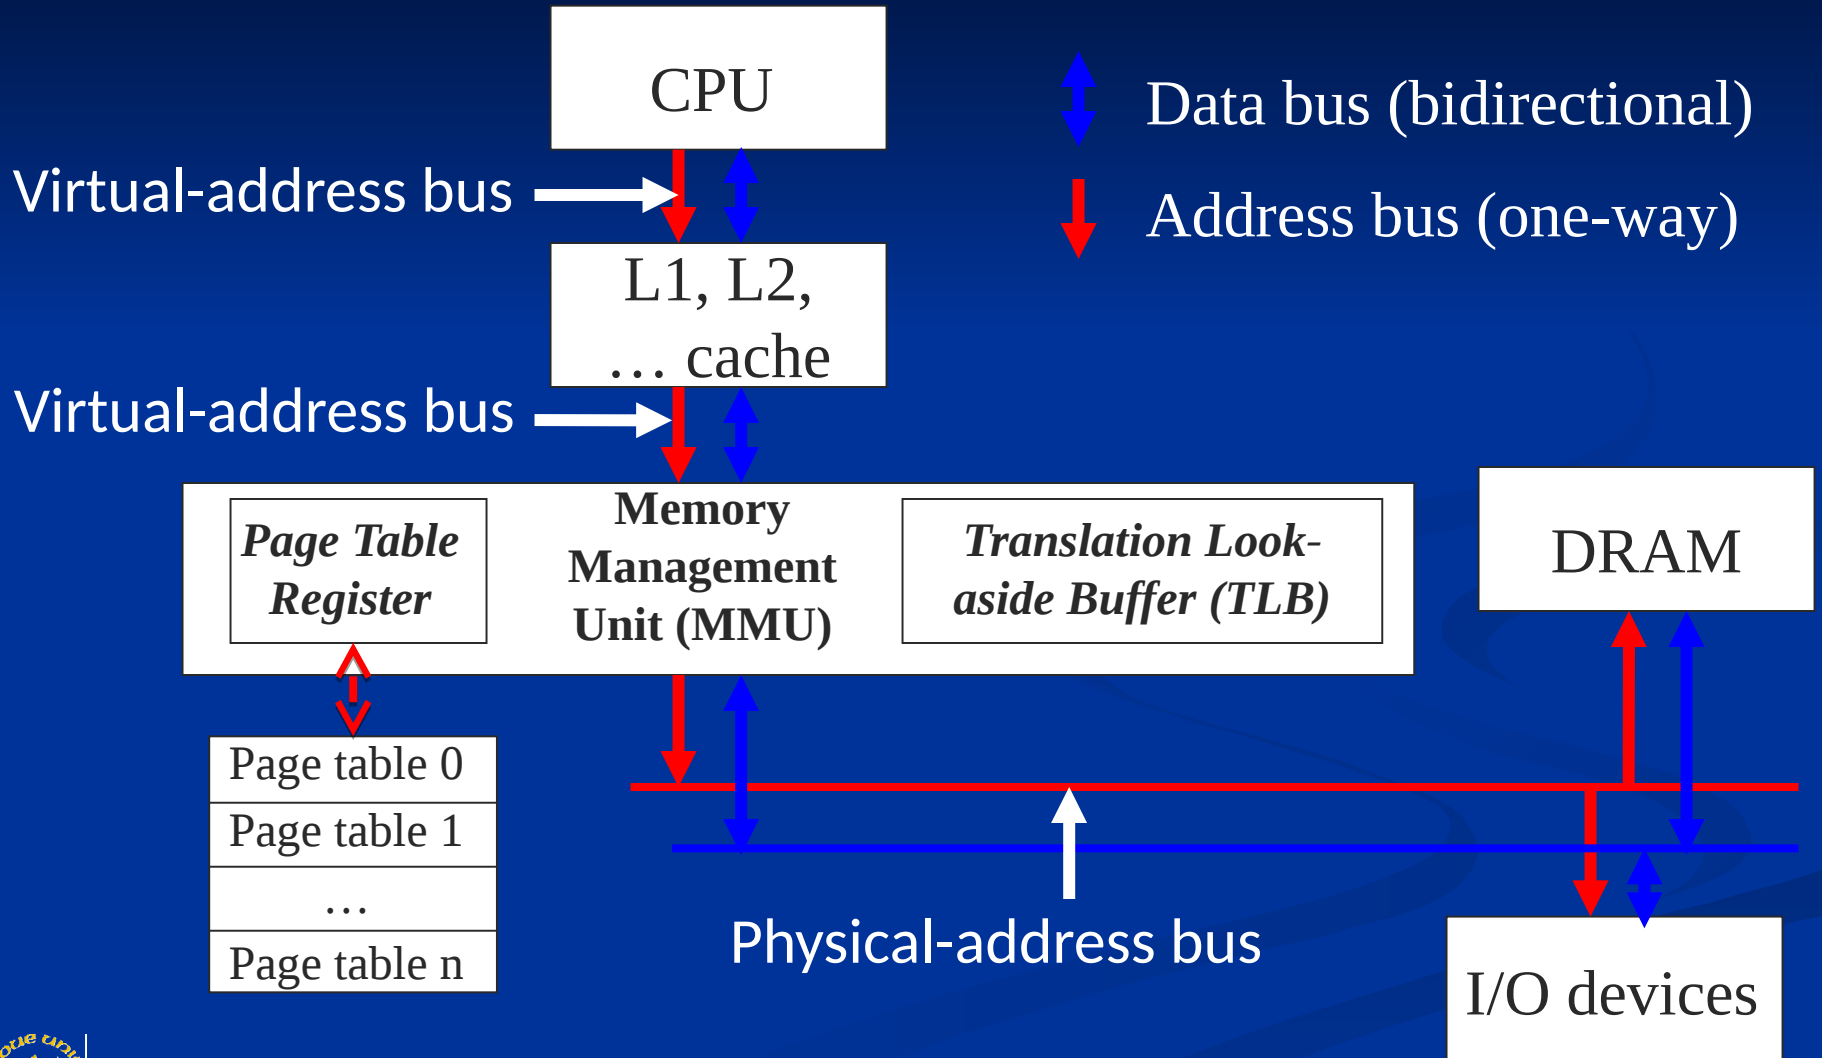 CPU
Data bus (bidirectional)
Virtual-address bus
Address bus (one-way)
L1, L2,
… cache
Virtual-address bus
Page Table
Register
Memory
Management
Unit (MMU)
Translation Look-
aside Buffer (TLB)
DRAM
Page table 0
Page table 1
…
Page table n
Physical-address bus
I/O devices